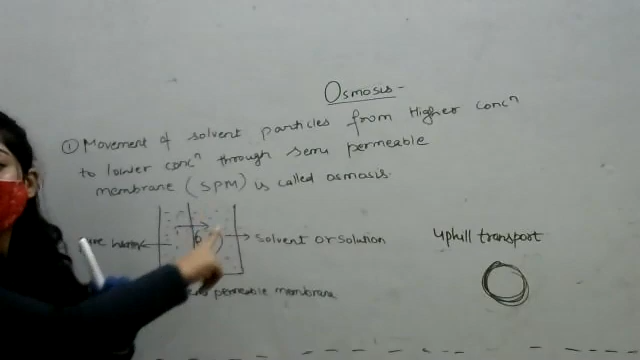 Osmosis -
① Movement of solvent particles from Higher concⁿ
to lower concⁿ through semi permeable
membrane (SPM) is called osmosis.
solvent or solution
uphill transport
permeable membrane